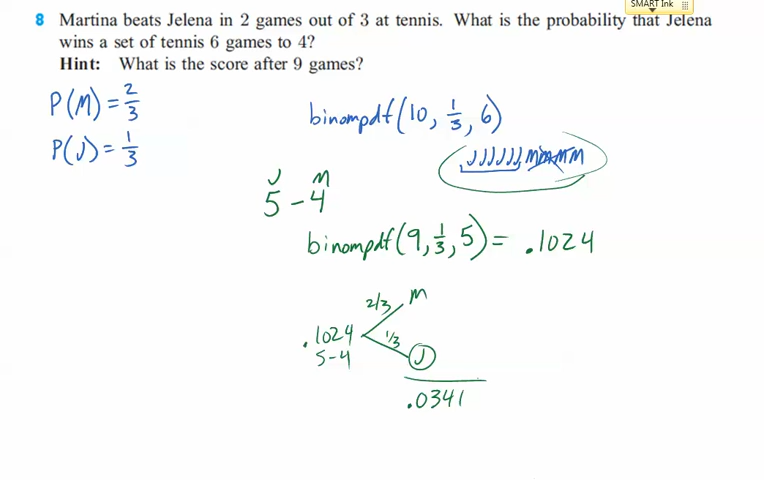 SMART Ink
8 Martina beats Jelena in 2 games out of 3 at tennis. What is the probability that Jelena
wins a set of tennis 6 games to 4?
Hint: What is the score after 9 games?
P(M) = 2/3
binompdf(10, 1/3, 6)
P(J) = 1/3
JJJJJJ MMMM
J M
5 - 4
binompdf(9, 1/3, 5) = .1024
2/3 M
.1024 1/3
5-4 J
.0341